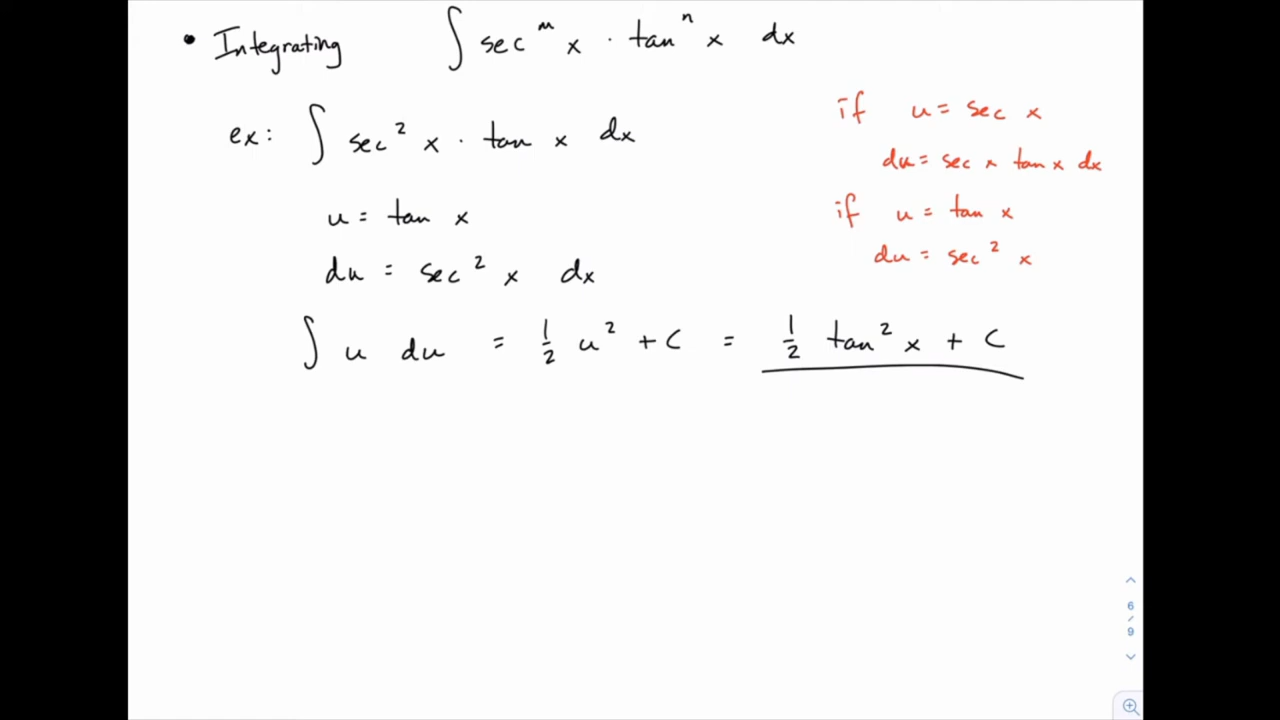 • Integrating ∫ sec^m x · tan^n x dx
ex: ∫ sec² x · tan x dx
u = tan x
du = sec² x dx
∫ u du = 1/2 u² + C = 1/2 tan² x + C
if u = sec x
du = sec x tan x dx
if u = tan x
du = sec² x
6
/
9